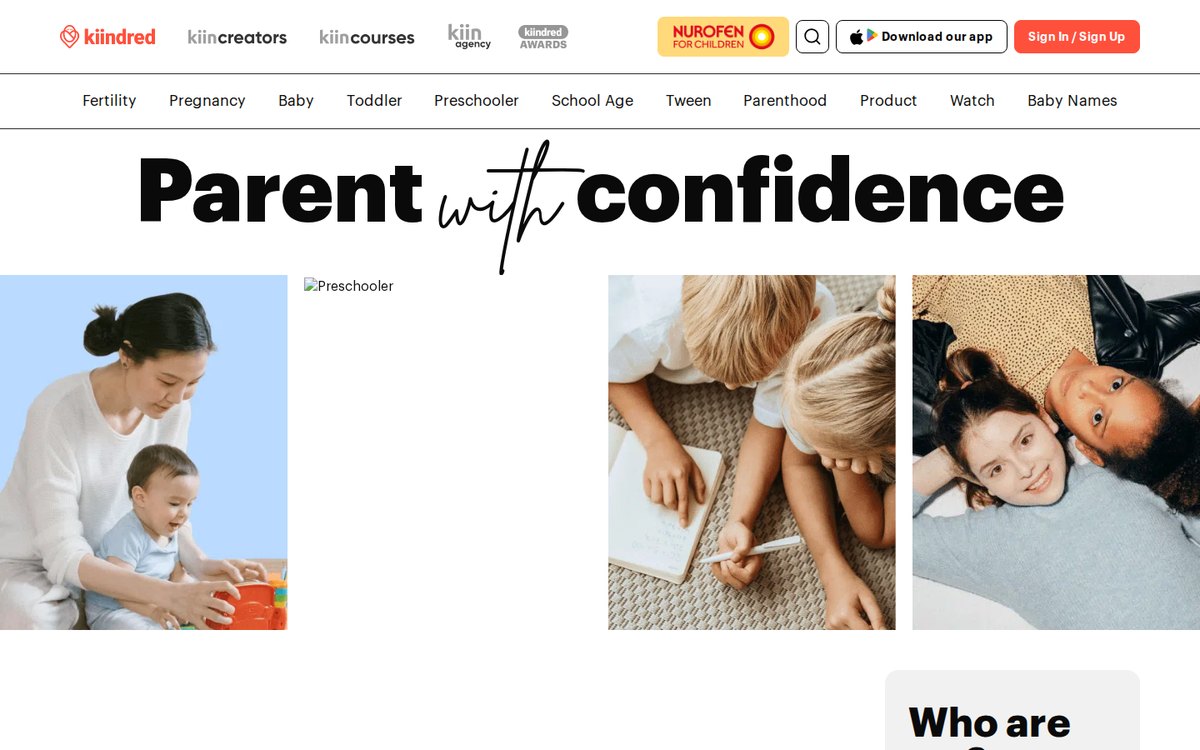 kiindred
kiincreators
kiincourses
kiin
agency
kiindred
AWARDS
NUROFEN
FOR CHILDREN
Download our app
Sign In / Sign Up
Fertility
Pregnancy
Baby
Toddler
Preschooler
School Age
Tween
Parenthood
Product
Watch
Baby Names
Parent with confidence
Preschooler
Who are